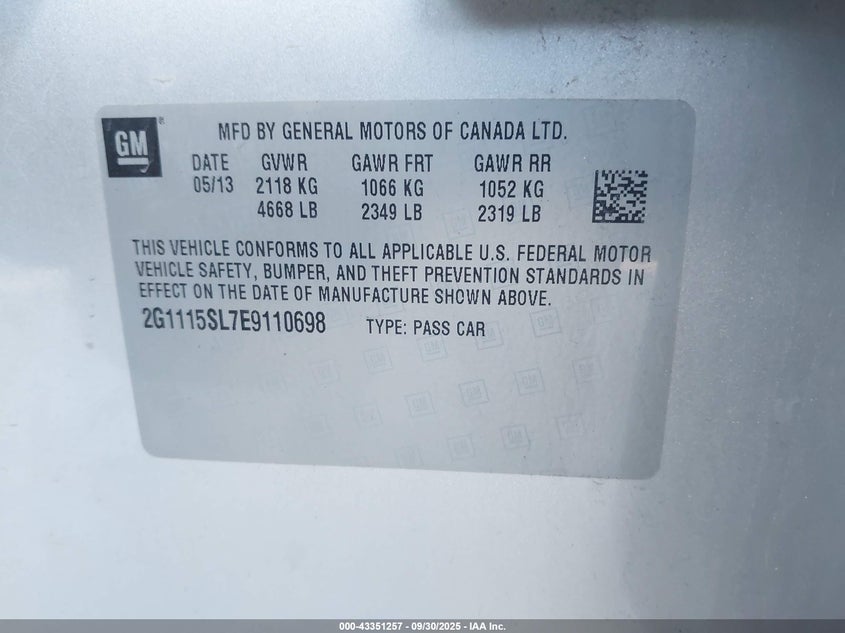 GM
MFD BY GENERAL MOTORS OF CANADA LTD.
DATE GVWR GAWR FRT GAWR RR
05/13 2118 KG 1066 KG 1052 KG
4668 LB 2349 LB 2319 LB
THIS VEHICLE CONFORMS TO ALL APPLICABLE U.S. FEDERAL MOTOR
VEHICLE SAFETY, BUMPER, AND THEFT PREVENTION STANDARDS IN
EFFECT ON THE DATE OF MANUFACTURE SHOWN ABOVE.
2G1115SL7E9110698 TYPE: PASS CAR
000-43351257 - 09/30/2025 - IAA Inc.